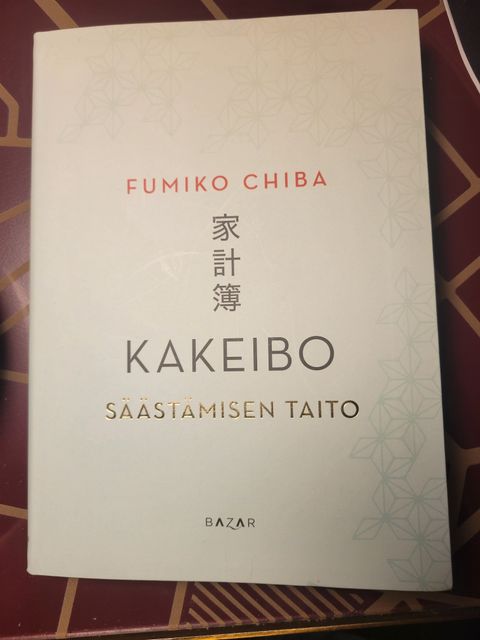 FUMIKO CHIBA
家
計
簿
KAKEIBO
SÄÄSTÄMISEN TAITO
BAZAR